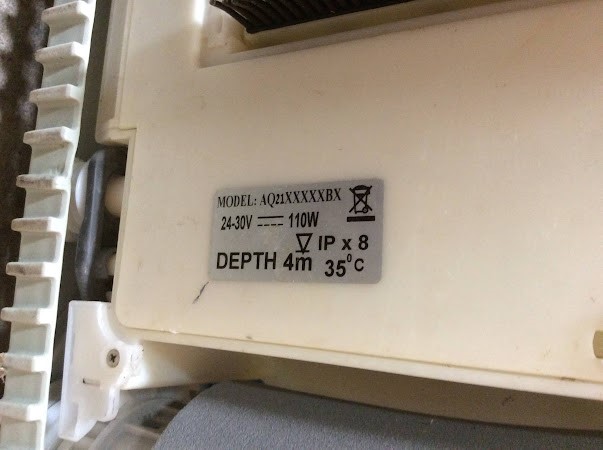 MODEL: AQ21XXXXXBX
24-30V ⎓ 110W
IP x 8
DEPTH 4m 35°C